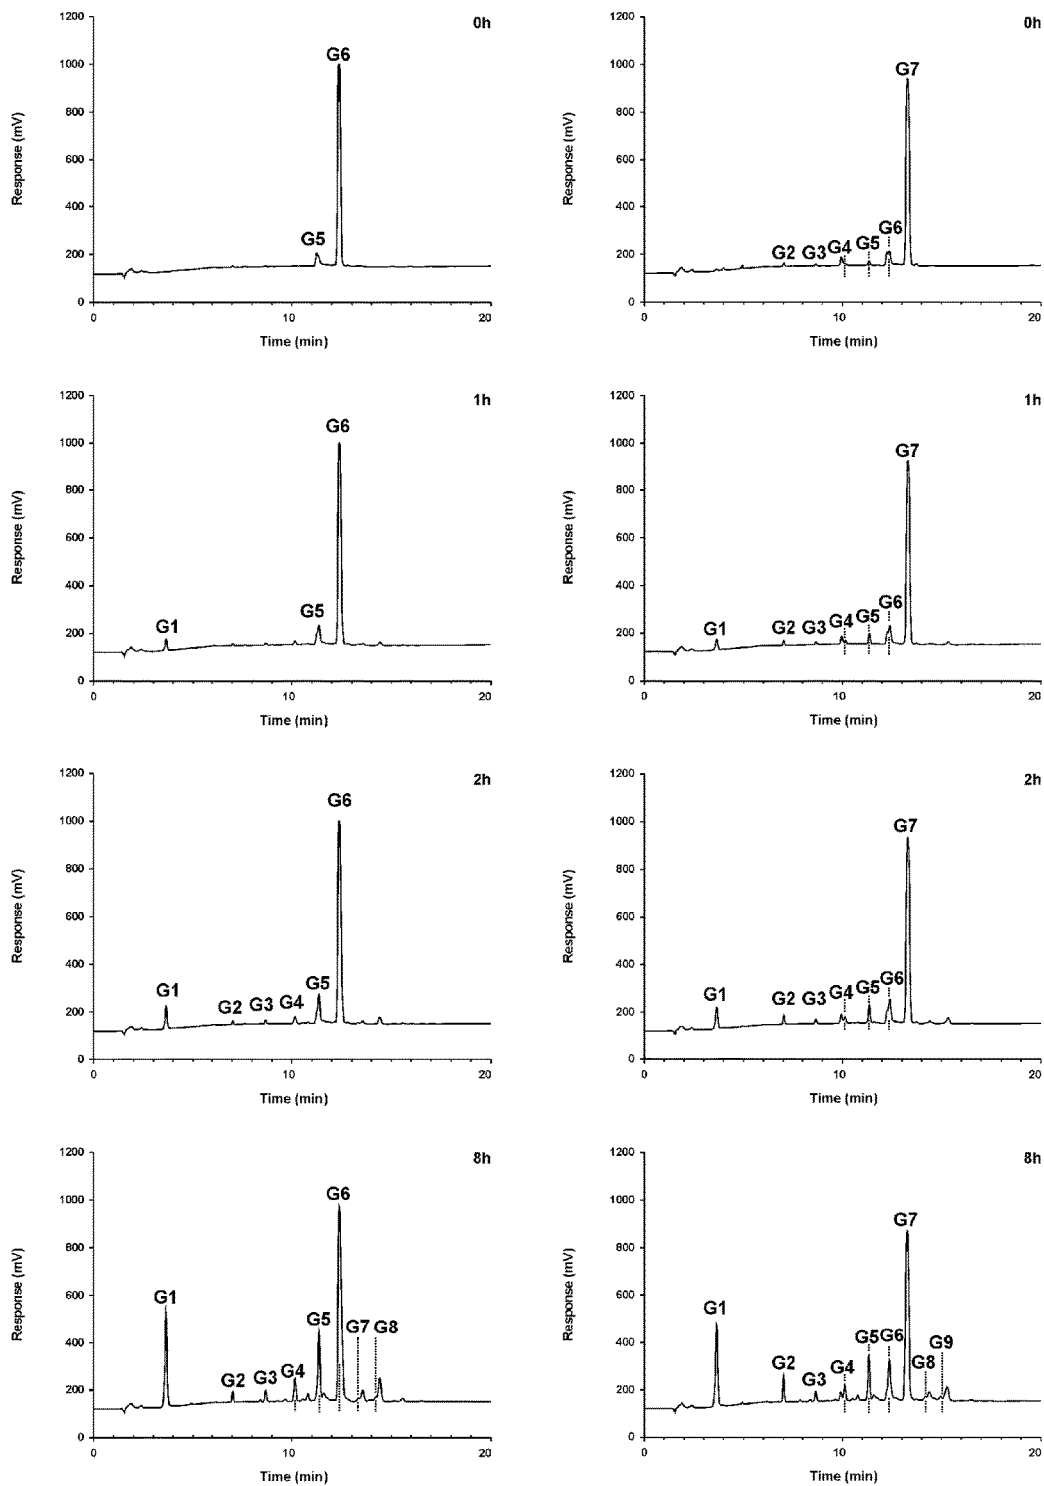 1200
0h
G6
1000
800
Response (mV)
600
400
G5
200
0
0
10
20
Time (min)
1200
0h
G7
1000
800
Response (mV)
600
400
G2 G3 G4 G5 G6
200
0
0
10
20
Time (min)
1200
1h
G6
1000
800
Response (mV)
600
400
G1
G5
200
0
0
10
20
Time (min)
1200
1h
G7
1000
800
Response (mV)
600
400
G1 G2 G3 G4 G5 G6
200
0
0
10
20
Time (min)
1200
2h
G6
1000
800
Response (mV)
600
400
G1 G2 G3 G4 G5
200
0
0
10
20
Time (min)
1200
2h
G7
1000
800
Response (mV)
600
400
G1 G2 G3 G4 G5 G6
200
0
0
10
20
Time (min)
1200
8h
G6
1000
800
Response (mV)
600
G1
400
G2 G3 G4 G5 G7 G8
200
0
0
10
20
Time (min)
1200
8h
G7
1000
800
Response (mV)
600
G1
400
G2 G3 G4 G5 G6 G8 G9
200
0
0
10
20
Time (min)